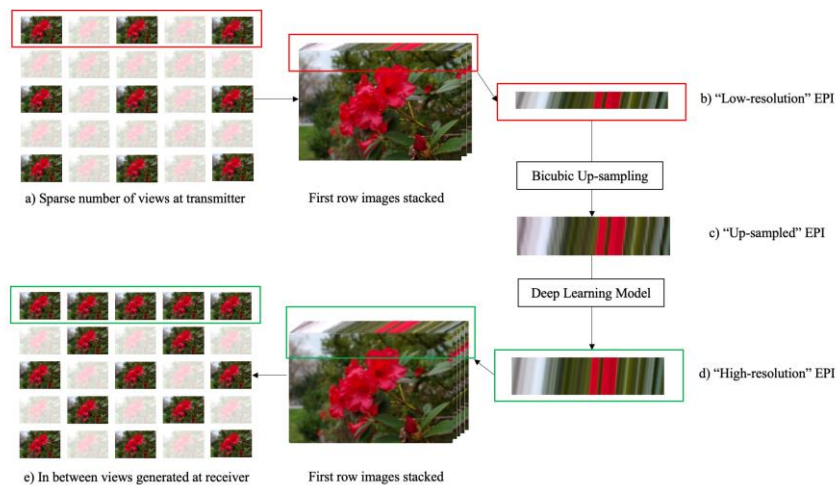 b) “Low-resolution” EPI
Bicubic Up-sampling
a) Sparse number of views at transmitter
First row images stacked
c) “Up-sampled” EPI
Deep Learning Model
d) “High-resolution” EPI
e) In between views generated at receiver
First row images stacked